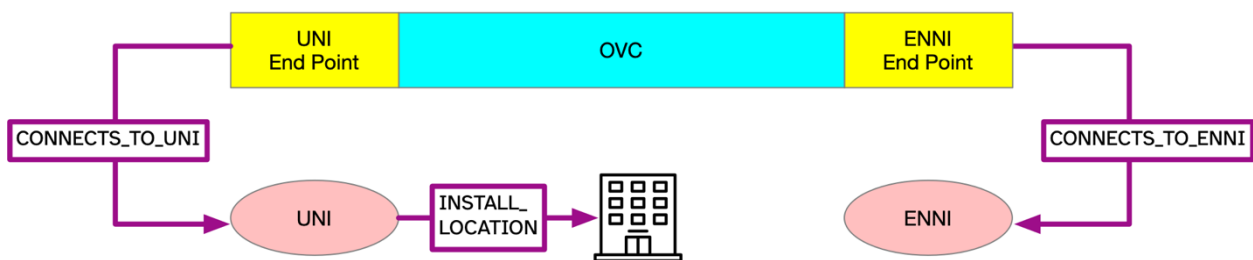 UNI
End Point
OVC
ENNI
End Point
CONNECTS_TO_UNI
CONNECTS_TO_ENNI
UNI
INSTALL_
LOCATION
ENNI